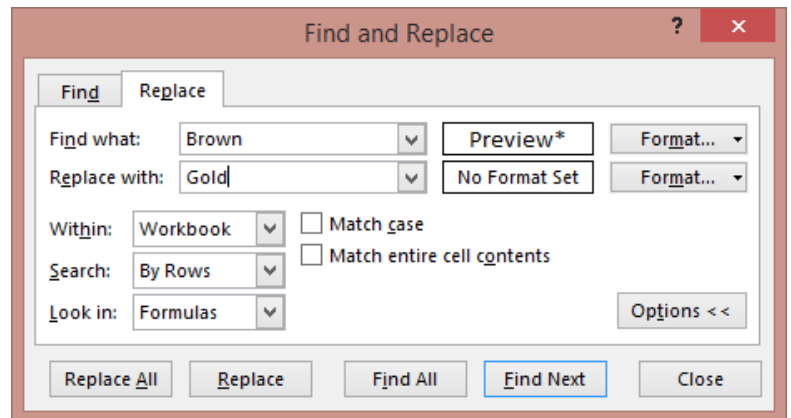 Find and Replace ? ×
Find Replace
Find what: Brown Preview* Format...
Replace with: Gold No Format Set Format...
Within: Workbook Match case
Match entire cell contents
Search: By Rows
Look in: Formulas Options <<
Replace All Replace Find All Find Next Close